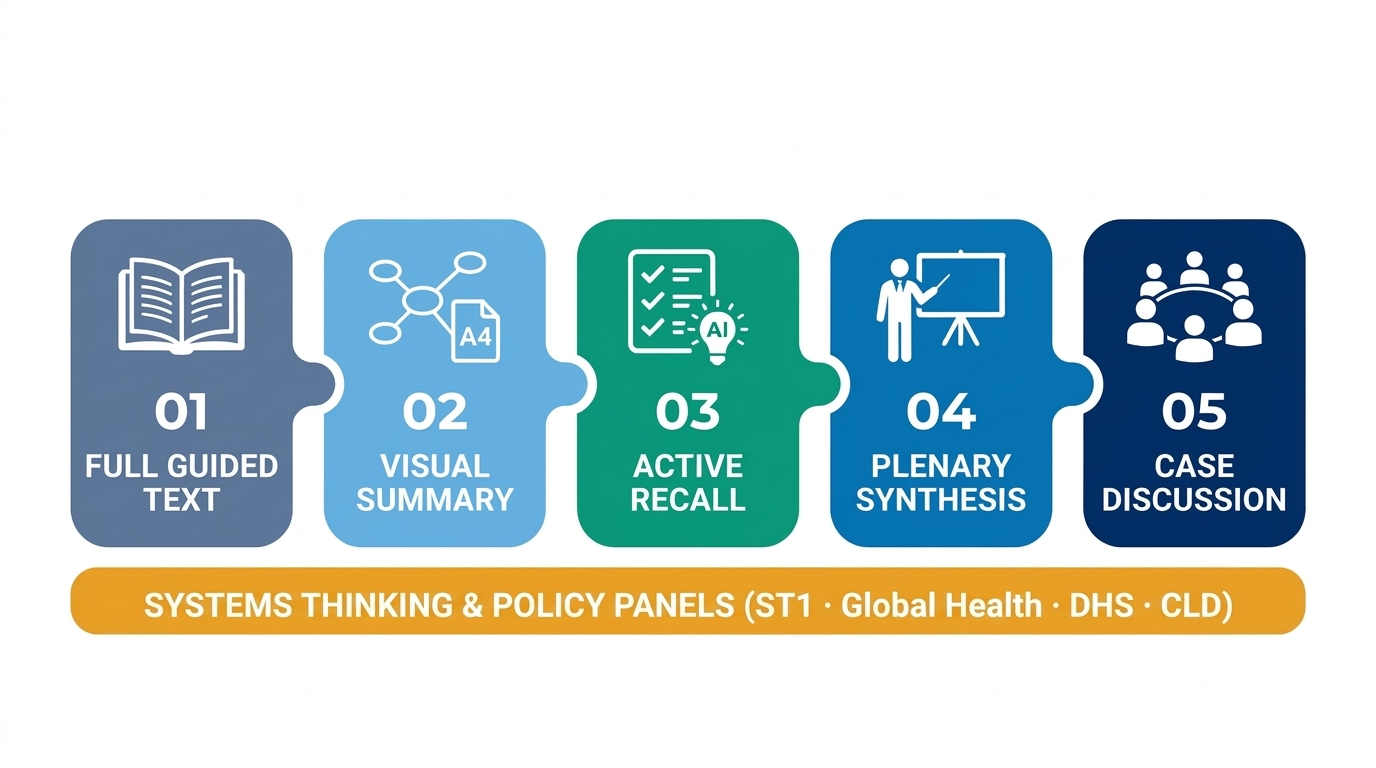 A4
AI
01
FULL GUIDED
TEXT
02
VISUAL
SUMMARY
03
ACTIVE
RECALL
04
PLENARY
SYNTHESIS
05
CASE
DISCUSSION
SYSTEMS THINKING & POLICY PANELS (ST1 · Global Health · DHS · CLD)